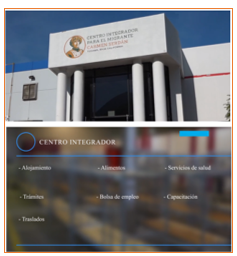 CENTRO INTEGRADOR
PARA EL MIGRANTE
CARMEN SERDÁN
CENTRO INTEGRADOR
- Alojamiento
- Alimentos
- Servicios de salud
- Trámites
- Bolsa de empleo
- Capacitación
- Traslados